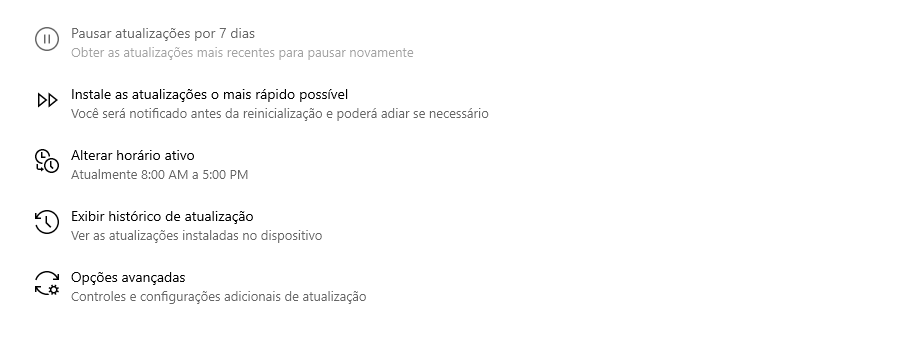 Pausar atualizações por 7 dias
Obter as atualizações mais recentes para pausar novamente
Instale as atualizações o mais rápido possível
Você será notificado antes da reinicialização e poderá adiar se necessário
Alterar horário ativo
Atualmente 8:00 AM a 5:00 PM
Exibir histórico de atualização
Ver as atualizações instaladas no dispositivo
Opções avançadas
Controles e configurações adicionais de atualização